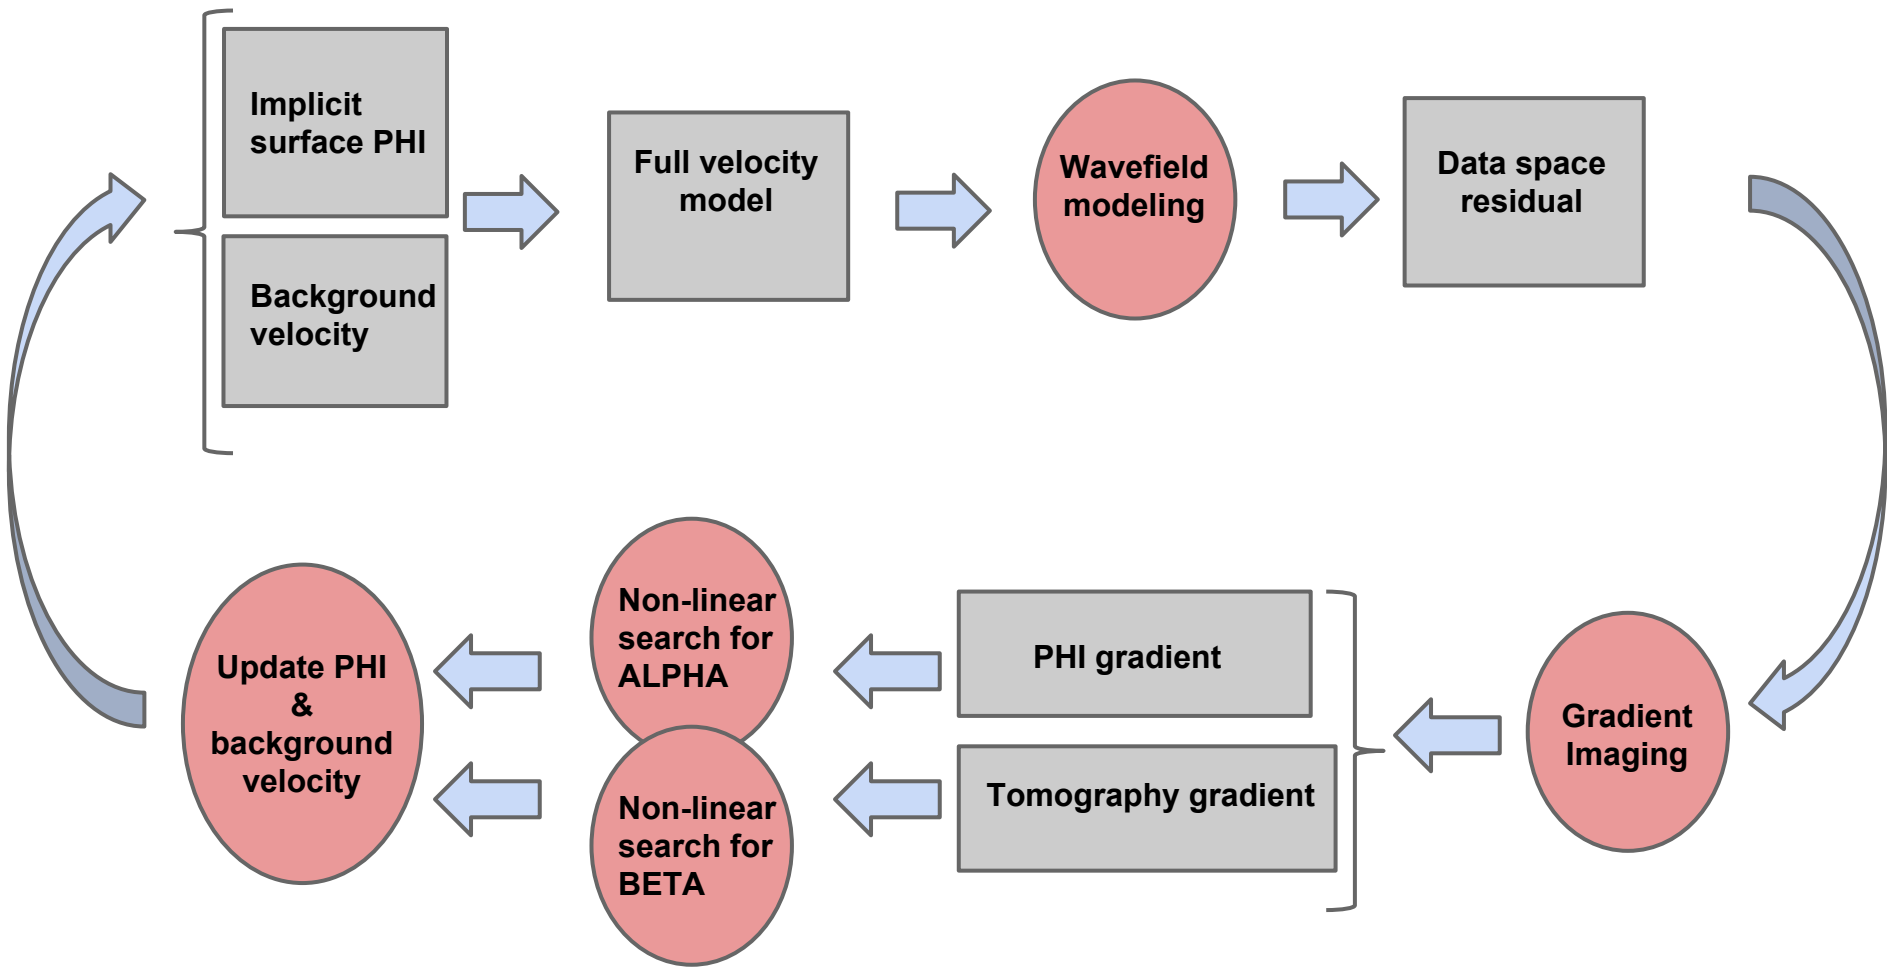 Implicit
surface PHI
Background
velocity
Full velocity
model
Wavefield
modeling
Data space
residual
Gradient
Imaging
PHI gradient
Tomography gradient
Non-linear
search for
ALPHA
Non-linear
search for
BETA
Update PHI
&
background
velocity